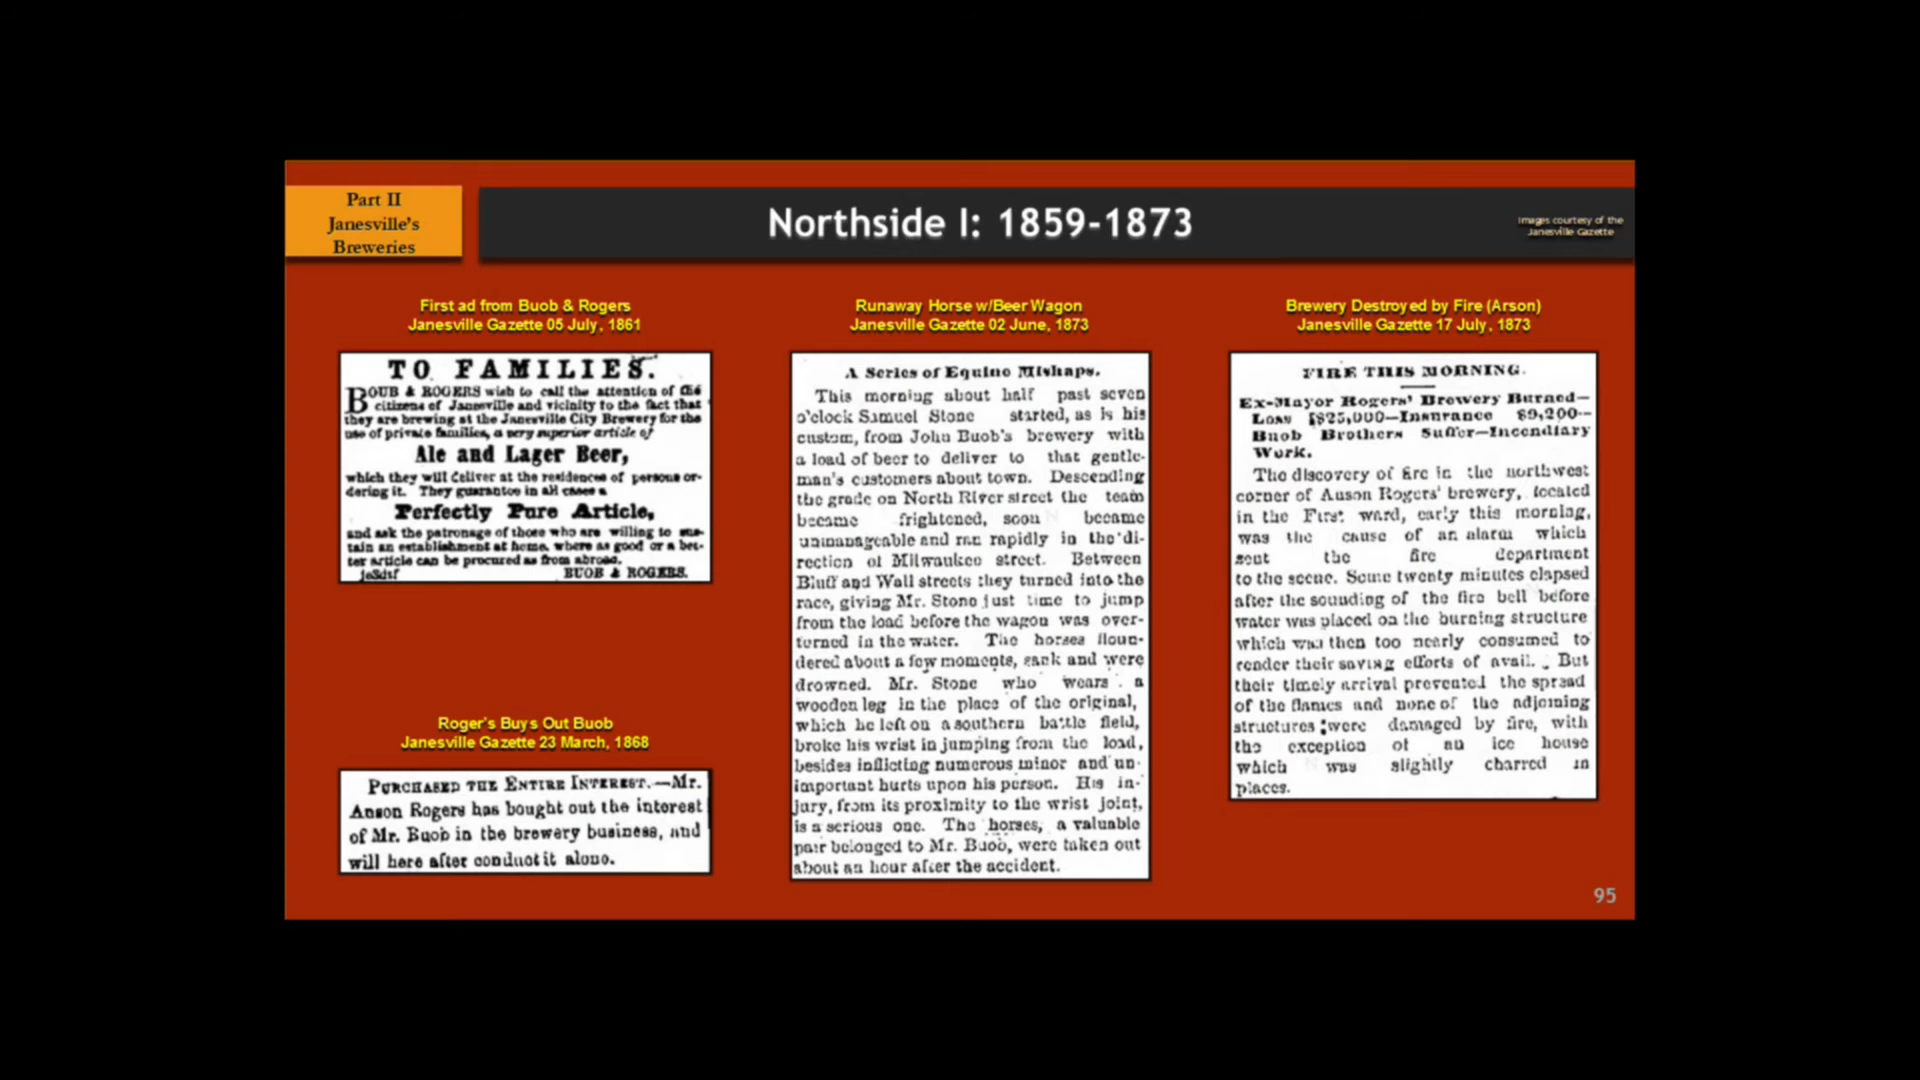 Part II
Janesville's
Breweries
Northside I: 1859-1873
Images courtesy of the
Janesville Gazette
First ad from Buob & Rogers
Janesville Gazette 05 July, 1861
TO FAMILIES.
BOUB & ROGERS wish to call the attention of the
citizens of Janesville and vicinity to the fact that
they are brewing at the Janesville City Brewery for the
use of private families, a very superior article of
Ale and Lager Beer,
which they will deliver at the residences of persons or-
dering it. They guarantee in all cases a
Perfectly Pure Article,
and ask the patronage of those who are willing to sus-
tain an establishment at home, where as good or a bet-
ter article can be procured as from abroad.
BUOB & ROGERS.
Roger's Buys Out Buob
Janesville Gazette 23 March, 1868
PURCHASED THE ENTIRE INTEREST.—Mr.
Anson Rogers has bought out the interest
of Mr. Buob in the brewery business, and
will here after conduct it alone.
Runaway Horse w/Beer Wagon
Janesville Gazette 02 June, 1873
A Series of Equine Mishaps.
This morning about half past seven
o'clock Samuel Stone started, as is his
custom, from John Buob's brewery with
a load of beer to deliver to that gentle-
man's customers about town. Descending
the grade on North River street the team
became frightened, soon became
unmanageable and ran rapidly in the di-
rection of Milwaukee street. Between
Bluff and Wall streets they turned into the
race, giving Mr. Stone just time to jump
from the load before the wagon was over-
turned in the water. The horses floun-
dered about a few moments, sank and were
drowned. Mr. Stone who wears a
wooden leg in the place of the original,
which he left on a southern battle field,
broke his wrist in jumping from the load,
besides inflicting numerous minor and un-
important hurts upon his person. His in-
jury, from its proximity to the wrist joint,
is a serious one. The horses, a valuable
pair belonged to Mr. Buob, were taken out
about an hour after the accident.
Brewery Destroyed by Fire (Arson)
Janesville Gazette 17 July, 1873
FIRE THIS MORNING.
Ex-Mayor Rogers' Brewery Burned—
Loss $25,000—Insurance $9,200—
Buob Brothers Suffer—Incendiary
Work.
The discovery of fire in the northwest
corner of Anson Rogers' brewery, located
in the First ward, early this morning,
was the cause of an alarm which
sent the fire department
to the scene. Some twenty minutes elapsed
after the sounding of the fire bell before
water was placed on the burning structure
which was then too nearly consumed to
render their saving efforts of avail. But
their timely arrival prevented the spread
of the flames and none of the adjoining
structures were damaged by fire, with
the exception of an ice house
which was slightly charred in
places.
95